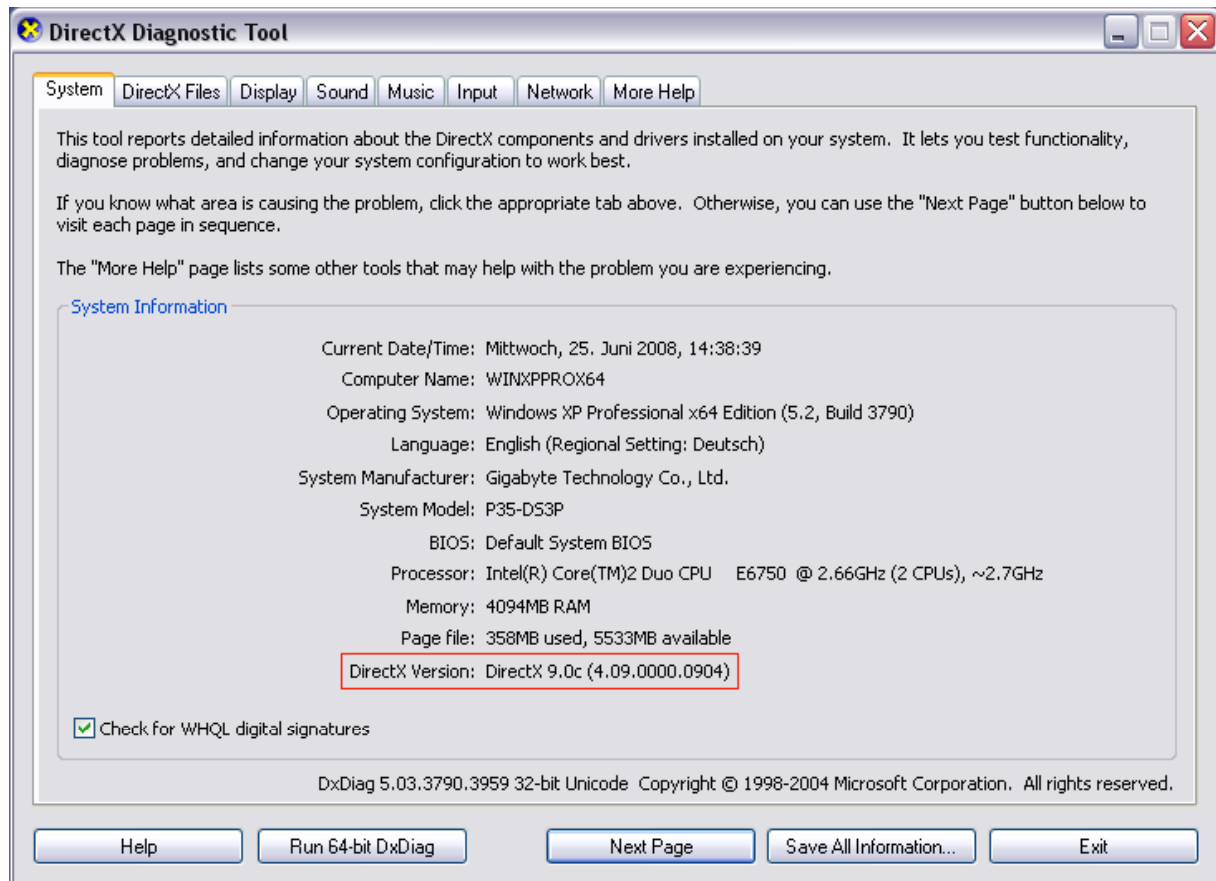 DirectX Diagnostic Tool
System DirectX Files Display Sound Music Input Network More Help
This tool reports detailed information about the DirectX components and drivers installed on your system. It lets you test functionality,
diagnose problems, and change your system configuration to work best.
If you know what area is causing the problem, click the appropriate tab above. Otherwise, you can use the "Next Page" button below to
visit each page in sequence.
The "More Help" page lists some other tools that may help with the problem you are experiencing.
System Information
Current Date/Time: Mittwoch, 25. Juni 2008, 14:38:39
Computer Name: WINXPPROX64
Operating System: Windows XP Professional x64 Edition (5.2, Build 3790)
Language: English (Regional Setting: Deutsch)
System Manufacturer: Gigabyte Technology Co., Ltd.
System Model: P35-DS3P
BIOS: Default System BIOS
Processor: Intel(R) Core(TM)2 Duo CPU E6750 @ 2.66GHz (2 CPUs), ~2.7GHz
Memory: 4094MB RAM
Page file: 358MB used, 5533MB available
DirectX Version: DirectX 9.0c (4.09.0000.0904)
Check for WHQL digital signatures
DxDiag 5.03.3790.3959 32-bit Unicode Copyright © 1998-2004 Microsoft Corporation. All rights reserved.
Help Run 64-bit DxDiag Next Page Save All Information... Exit